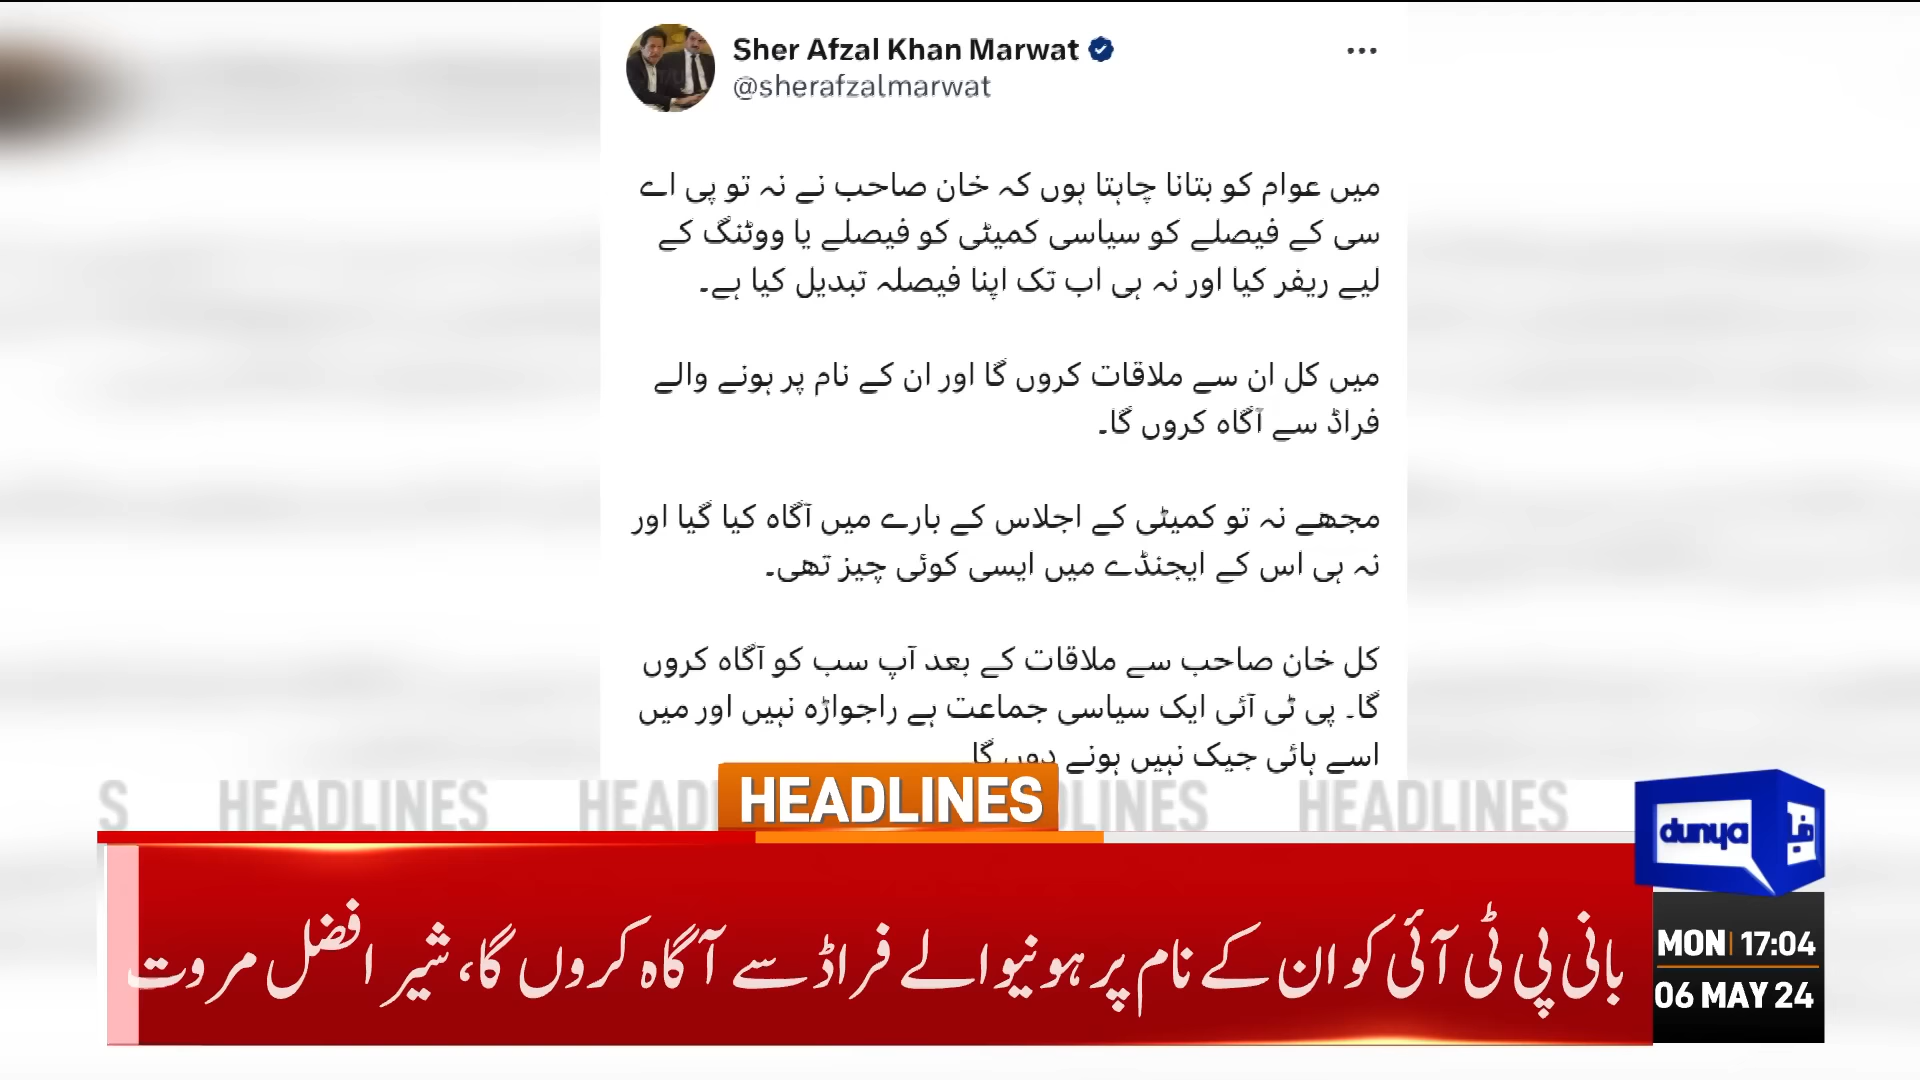 Sher Afzal Khan Marwat
@sherafzalmarwat
میں عوام کو بتانا چاہتا ہوں کہ خان صاحب نے نہ تو پی اے
سی کے فیصلے کو سیاسی کمیٹی کو فیصلے یا ووٹنگ کے
لیے ریفر کیا اور نہ ہی اب تک اپنا فیصلہ تبدیل کیا ہے۔
میں کل ان سے ملاقات کروں گا اور ان کے نام پر ہونے والے
فراڈ سے آگاہ کروں گا۔
مجھے نہ تو کمیٹی کے اجلاس کے بارے میں آگاہ کیا گیا اور
نہ ہی اس کے ایجنڈے میں ایسی کوئی چیز تھی۔
کل خان صاحب سے ملاقات کے بعد آپ سب کو آگاہ کروں
گا۔ پی ٹی آئی ایک سیاسی جماعت ہے راجواڑہ نہیں اور میں
اسے ہائی جیک نہیں ہونے دوں گا
S HEADLINES HEADLINES HEADLINES
HEADLINES
dunya
بانی پی ٹی آئی کو ان کے نام پر ہونیوالے فراڈ سے آگاہ کروں گا، شیر افضل مروت
MON 17:04
06 MAY 24